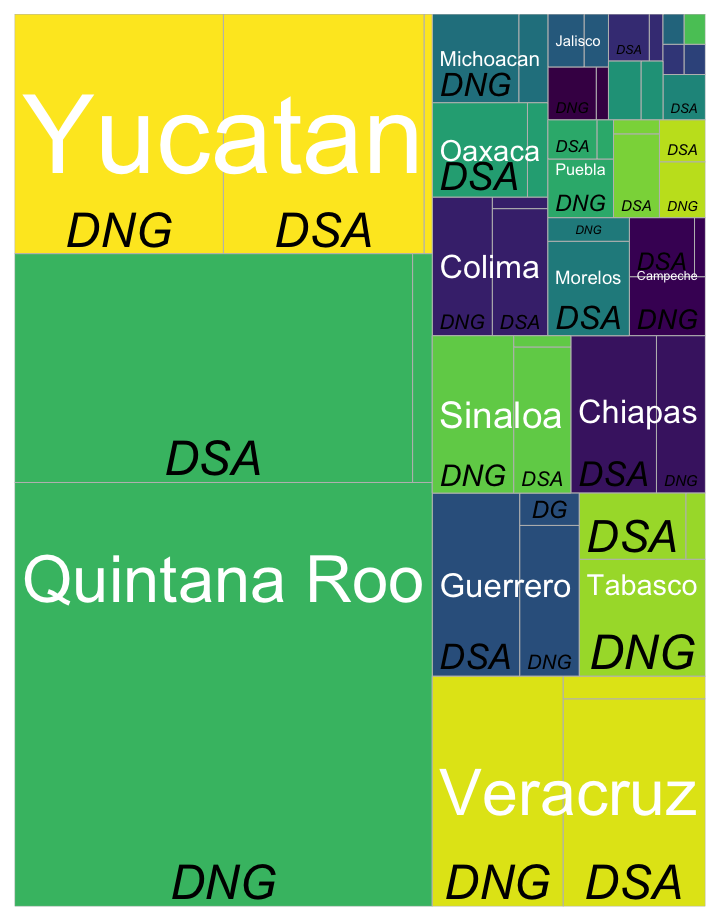 Yucatan
DNG
DSA
DSA
Quintana Roo
DNG
Michoacan
DNG
Jalisco
DSA
DNG
DSA
Oaxaca
DSA
DSA
Puebla
DNG
DSA
DSA
DNG
Colima
DNG
DSA
DNG
Morelos
DSA
DSA
Campeche
DNG
Sinaloa
DNG
DSA
Chiapas
DSA
DNG
DG
Guerrero
DSA
DNG
DSA
Tabasco
DNG
Veracruz
DNG
DSA